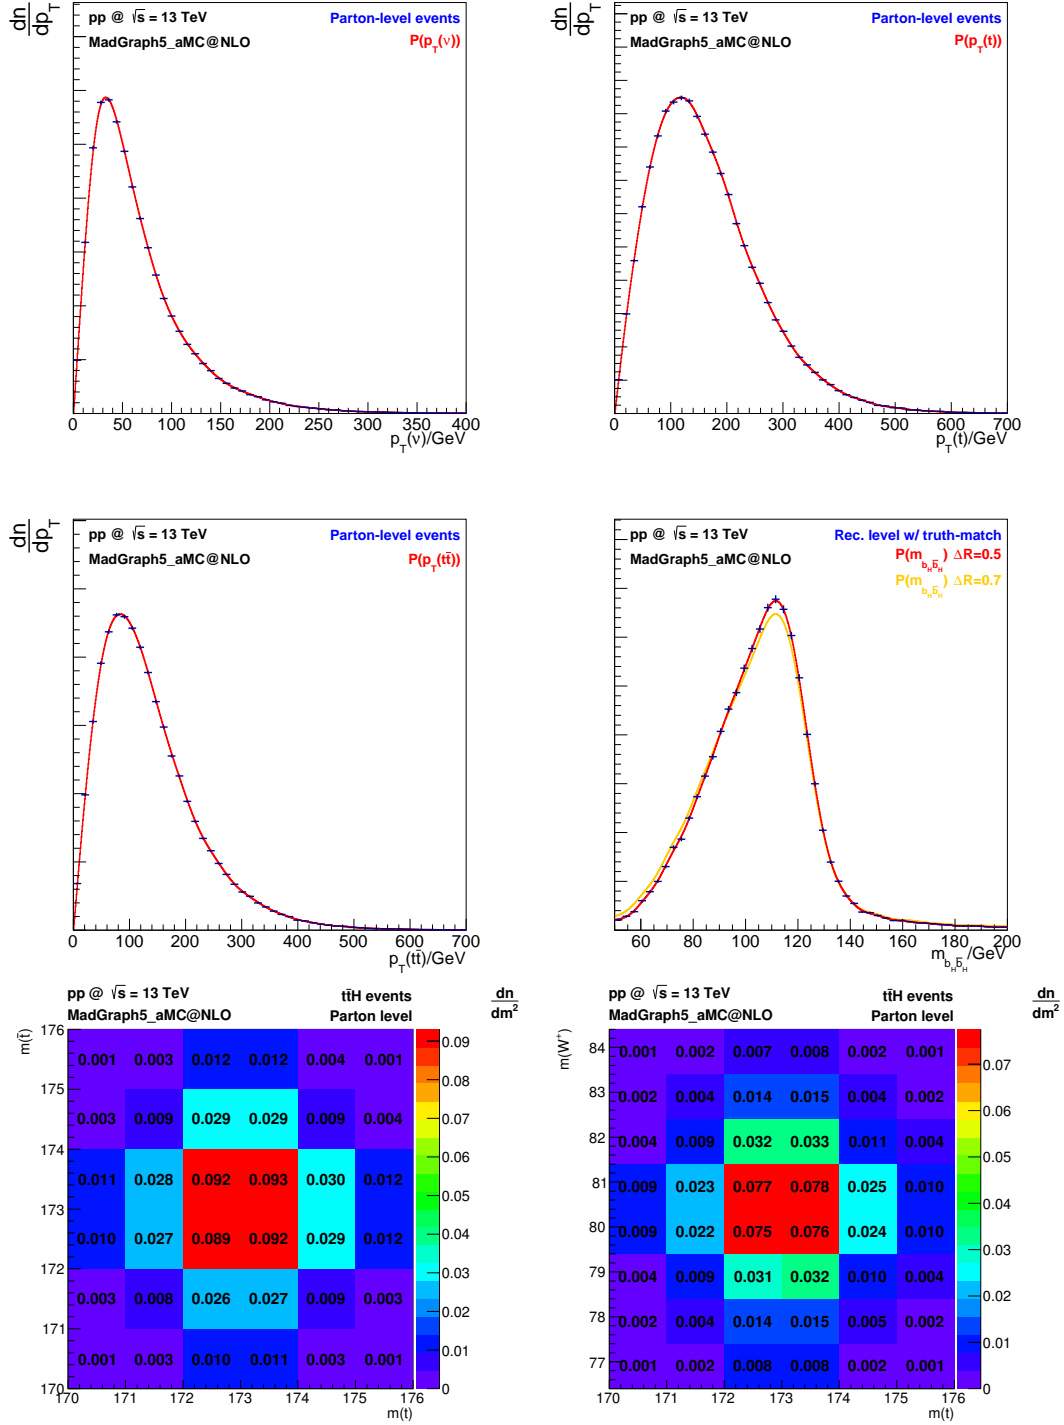 dn
dp_T
pp @ √s = 13 TeV
Parton-level events
MadGraph5_aMC@NLO
P(p_T(ν))
0 50 100 150 200 250 300 350 400
p_T(ν)/GeV
dn
dp_T
pp @ √s = 13 TeV
Parton-level events
MadGraph5_aMC@NLO
P(p_T(t))
0 100 200 300 400 500 600 700
p_T(t)/GeV
dn
dp_T
pp @ √s = 13 TeV
Parton-level events
MadGraph5_aMC@NLO
P(p_T(tt̄))
0 100 200 300 400 500 600 700
p_T(tt̄)/GeV
pp @ √s = 13 TeV
Rec. level w/ truth-match
MadGraph5_aMC@NLO
P(m_{b_H b̄_H}) ΔR=0.5
P(m_{b_H b̄_H}) ΔR=0.7
60 80 100 120 140 160 180 200
m_{b_H b̄_H}/GeV
pp @ √s = 13 TeV
tt̄H events
MadGraph5_aMC@NLO
Parton level
dn
dm²
m(t̄)
176
0.001 0.003 0.012 0.012 0.004 0.001
175
0.003 0.009 0.029 0.029 0.009 0.004
174
0.011 0.028 0.092 0.093 0.030 0.012
173
0.010 0.027 0.089 0.092 0.029 0.012
172
0.003 0.008 0.026 0.027 0.009 0.003
171
0.001 0.003 0.010 0.011 0.003 0.001
170
170 171 172 173 174 175 176
m(t)
0.09
0.08
0.07
0.06
0.05
0.04
0.03
0.02
0.01
0
pp @ √s = 13 TeV
tt̄H events
MadGraph5_aMC@NLO
Parton level
dn
dm²
m(W⁺)
84 0.001 0.002 0.007 0.008 0.002 0.001
83 0.002 0.004 0.014 0.015 0.004 0.002
82 0.004 0.009 0.032 0.033 0.011 0.004
81 0.009 0.023 0.077 0.078 0.025 0.010
80 0.009 0.022 0.075 0.076 0.024 0.010
79 0.004 0.009 0.031 0.032 0.010 0.004
78 0.002 0.004 0.014 0.015 0.005 0.002
77 0.001 0.002 0.008 0.008 0.002 0.001
170 171 172 173 174 175 176
m(t)
0.07
0.06
0.05
0.04
0.03
0.02
0.01
0